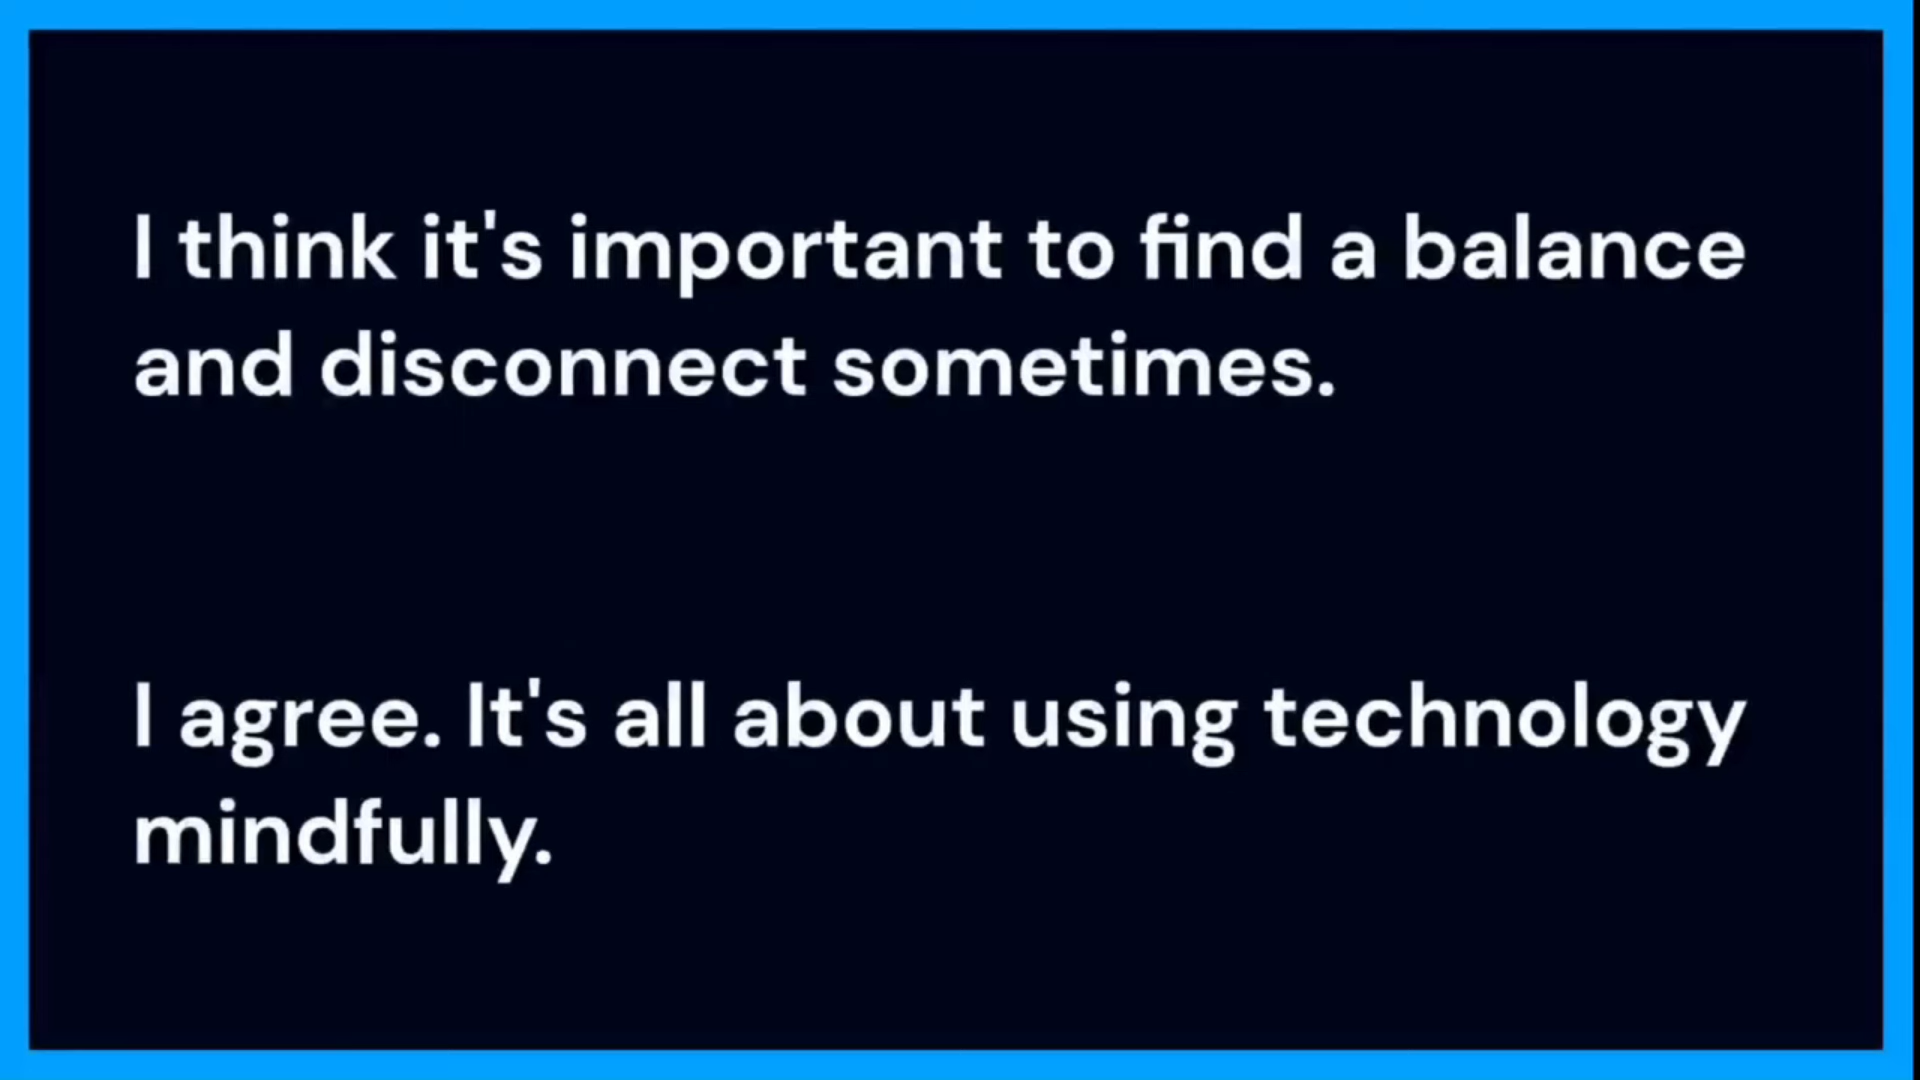 I think it's important to find a balance
and disconnect sometimes.
I agree. It's all about using technology
mindfully.